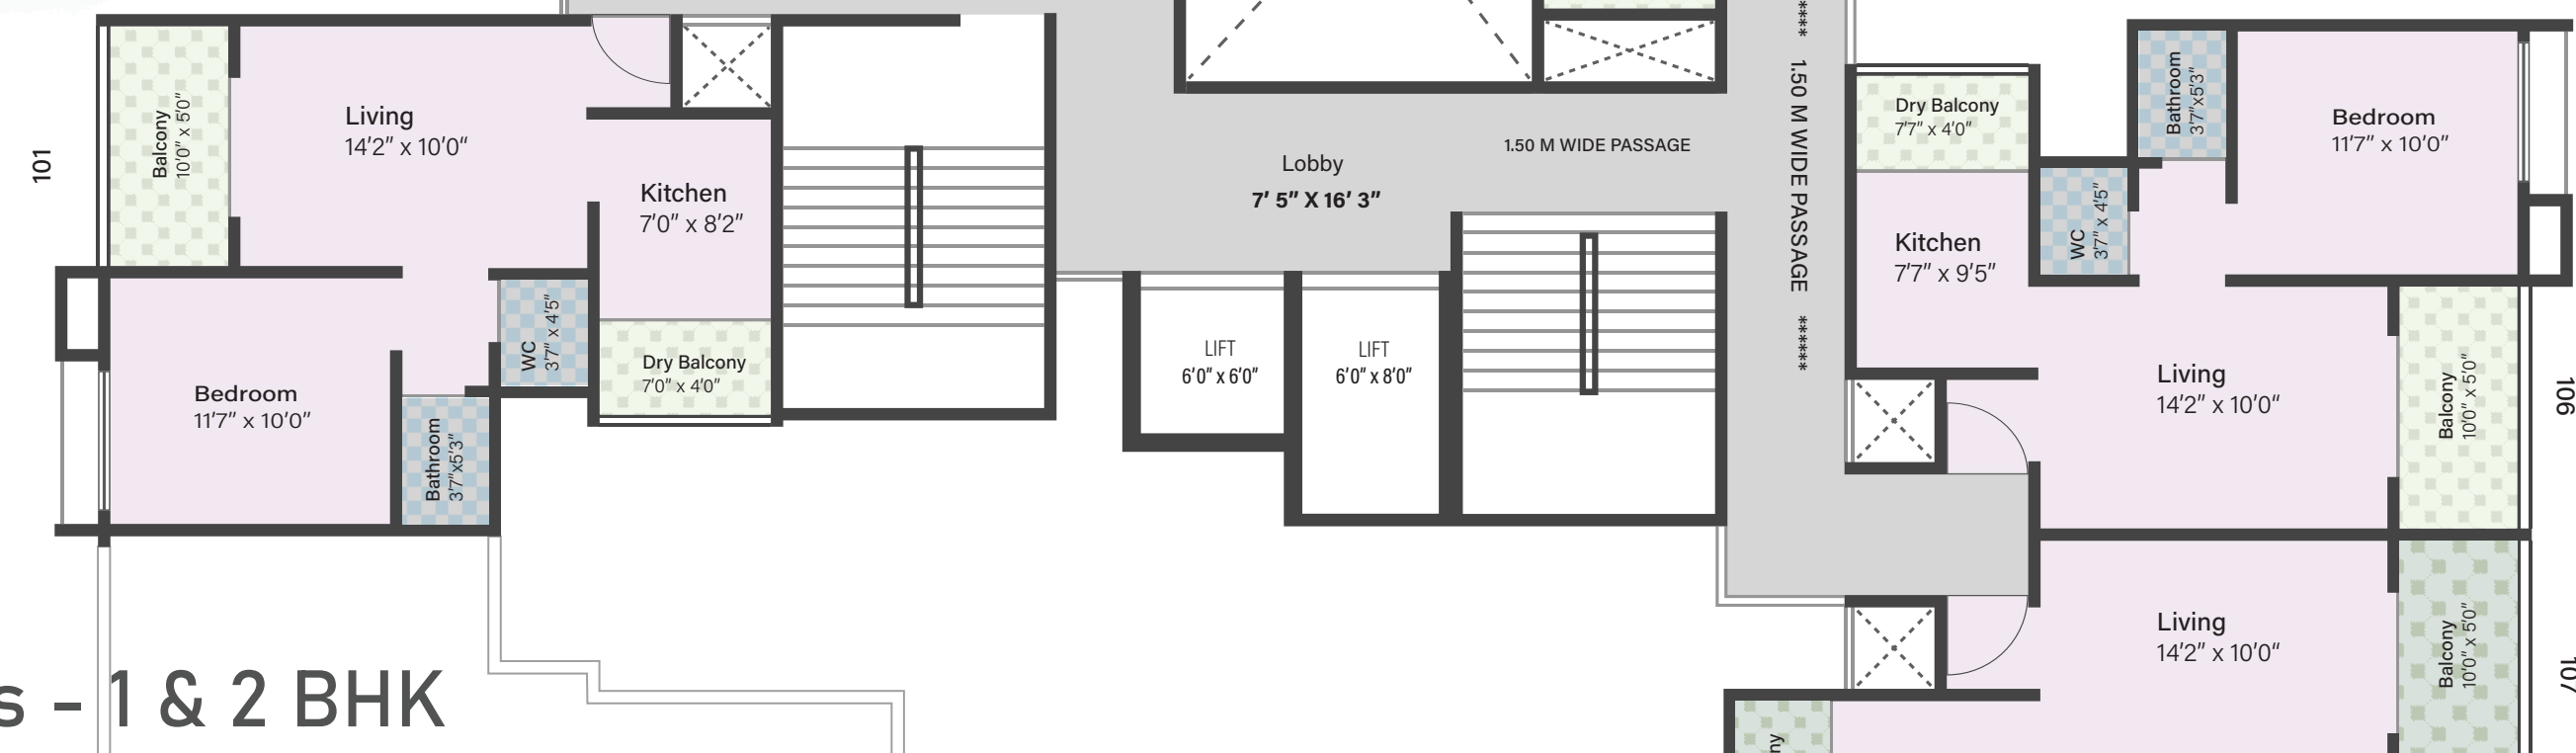 101
Balcony
10'0" x 5'0"
Living
14'2" x 10'0"
Kitchen
7'0" x 8'2"
Dry Balcony
7'0" x 4'0"
WC
3'7" x 4'5"
Bedroom
11'7" x 10'0"
Bathroom
3'7"x5'3"
Lobby
7' 5" X 16' 3"
1.50 M WIDE PASSAGE
LIFT
6'0" x 6'0"
LIFT
6'0" x 8'0"
***** 1.50 M WIDE PASSAGE *******
Dry Balcony
7'7" x 4'0"
Kitchen
7'7" x 9'5"
Bathroom
3'7"x5'3"
WC
3'7" x 4'5"
Bedroom
11'7" x 10'0"
Living
14'2" x 10'0"
Balcony
10'0" x 5'0"
106
Living
14'2" x 10'0"
Balcony
10'0" x 5'0"
107
ny
s - 1 & 2 BHK